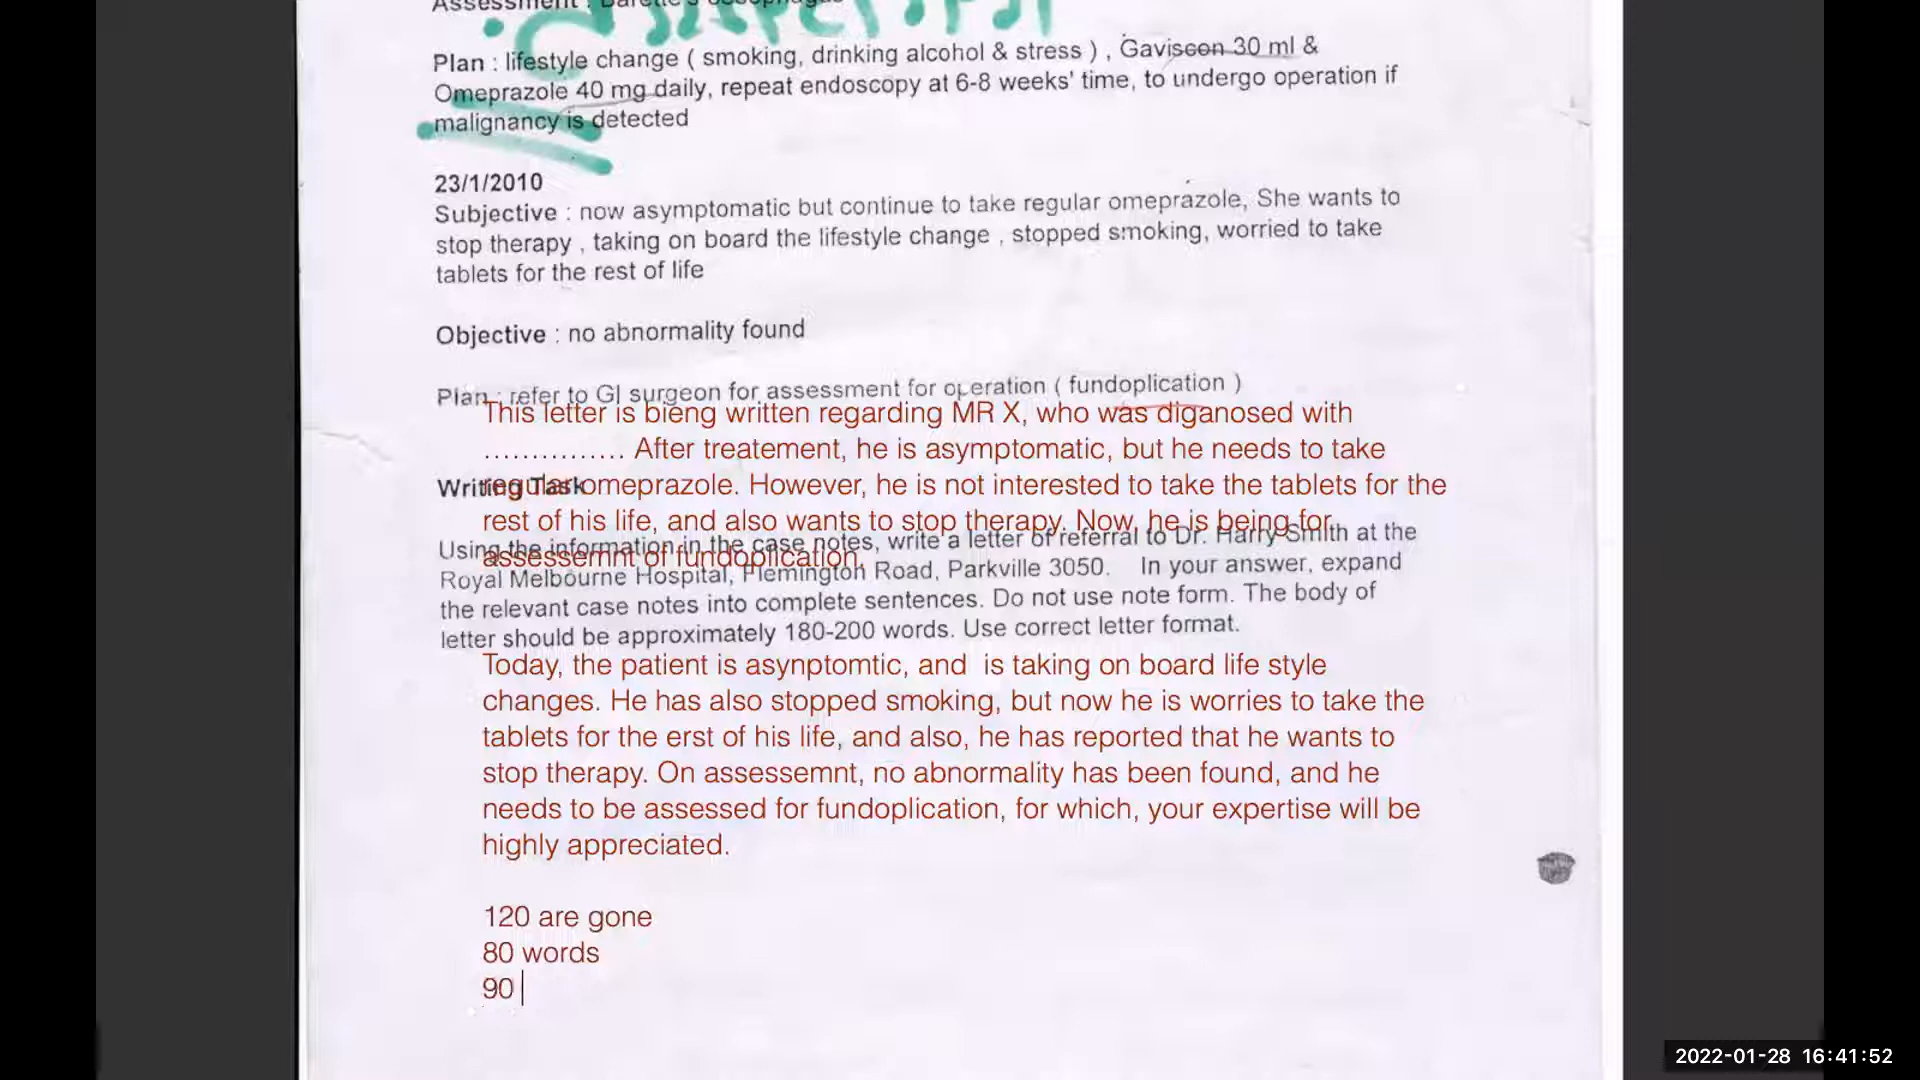 Assessment : Barette's oesophagus
Plan : lifestyle change ( smoking, drinking alcohol & stress ) , Gaviscon 30 ml &
Omeprazole 40 mg daily, repeat endoscopy at 6-8 weeks' time, to undergo operation if
malignancy is detected
23/1/2010
Subjective : now asymptomatic but continue to take regular omeprazole, She wants to
stop therapy , taking on board the lifestyle change , stopped smoking, worried to take
tablets for the rest of life
Objective : no abnormality found
Plan : refer to GI surgeon for assessment for operation ( fundoplication )
This letter is bieng written regarding MR X, who was diganosed with
............... After treatement, he is asymptomatic, but he needs to take
Writing Task
regular omeprazole. However, he is not interested to take the tablets for the
rest of his life, and also wants to stop therapy. Now, he is being for
Using the information in the case notes, write a letter of referral to Dr. Harry Smith at the
assessemnt of fundoplication.
Royal Melbourne Hospital, Flemington Road, Parkville 3050. In your answer, expand
the relevant case notes into complete sentences. Do not use note form. The body of
letter should be approximately 180-200 words. Use correct letter format.
Today, the patient is asynptomtic, and is taking on board life style
changes. He has also stopped smoking, but now he is worries to take the
tablets for the erst of his life, and also, he has reported that he wants to
stop therapy. On assessemnt, no abnormality has been found, and he
needs to be assessed for fundoplication, for which, your expertise will be
highly appreciated.
120 are gone
80 words
90
2022-01-28 16:41:52